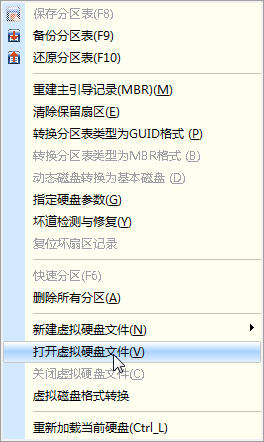 保存分区表(F8)
备份分区表(F9)
还原分区表(F10)
重建主引导记录(MBR)(M)
清除保留扇区(E)
转换分区表类型为GUID格式 (P)
转换分区表类型为MBR格式 (B)
动态磁盘转换为基本磁盘 (D)
指定硬盘参数(G)
坏道检测与修复(Y)
复位坏扇区记录
快速分区(F6)
删除所有分区(A)
新建虚拟硬盘文件(N)
打开虚拟硬盘文件(V)
关闭虚拟硬盘文件(C)
虚拟磁盘格式转换
重新加载当前硬盘(Ctrl_L)